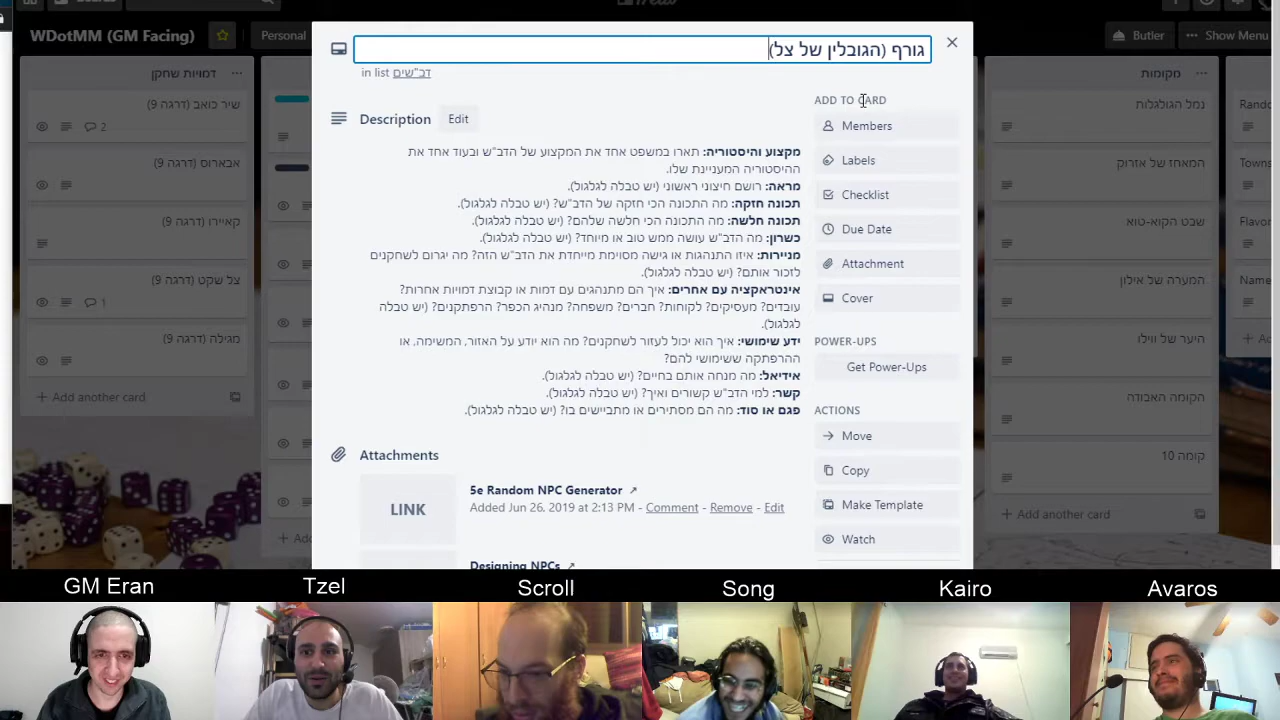 WDotMM (GM Facing)
Personal
Butler
Show Menu
גורף (הגובלין של צל)
in list דב"שים
Description
Edit
מקצוע והיסטוריה: תארו במשפט אחד את המקצוע של הדב"ש ובעוד אחד את
ההיסטוריה המעניינת שלו.
מראה: רושם חיצוני ראשוני (יש טבלה לגלגול).
תכונה חזקה: מה התכונה הכי חזקה של הדב"ש? (יש טבלה לגלגול).
תכונה חלשה: מה התכונה הכי חלשה שלהם? (יש טבלה לגלגול).
כשרון: מה הדב"ש עושה ממש טוב או מיוחד? (יש טבלה לגלגול).
מניירות: איזו התנהגות או גישה מסוימת מייחדת את הדב"ש הזה? מה יגרום לשחקנים
לזכור אותם? (יש טבלה לגלגול).
אינטראקציה עם אחרים: איך הם מתנהגים עם דמות או קבוצת דמויות אחרות?
עובדים? מעסיקים? לקוחות? חברים? משפחה? מנהיג הכפר? הרפתקנים? (יש טבלה
לגלגול).
ידע שימושי: איך הוא יכול לעזור לשחקנים? מה הוא יודע על האזור, המשימה, או
ההרפתקה ששימושי להם?
אידיאל: מה מנחה אותם בחיים? (יש טבלה לגלגול).
קשר: למי הדב"ש קשורים ואיך? (יש טבלה לגלגול).
פגם או סוד: מה הם מסתירים או מתביישים בו? (יש טבלה לגלגול).
Attachments
LINK
5e Random NPC Generator ↗
Added Jun 26, 2019 at 2:13 PM - Comment - Remove - Edit
Designing NPCs ↗
ADD TO CARD
Members
Labels
Checklist
Due Date
Attachment
Cover
POWER-UPS
Get Power-Ups
ACTIONS
Move
Copy
Make Template
Watch
דמויות שחקן
שיר כואב (דרגה 9)
2
אבארוס (דרגה 9)
קאיירו (דרגה 9)
צל שקט (דרגה 9)
1
מגילה (דרגה 9)
+ Add another card
מקומות
נמל הגולגלות
המאחז של אזרוק
שבט הקוא-טוא
המערה של אילון
היער של ווילו
הקומה האבודה
קומה 10
+ Add another card
GM Eran
Tzel
Scroll
Song
Kairo
Avaros